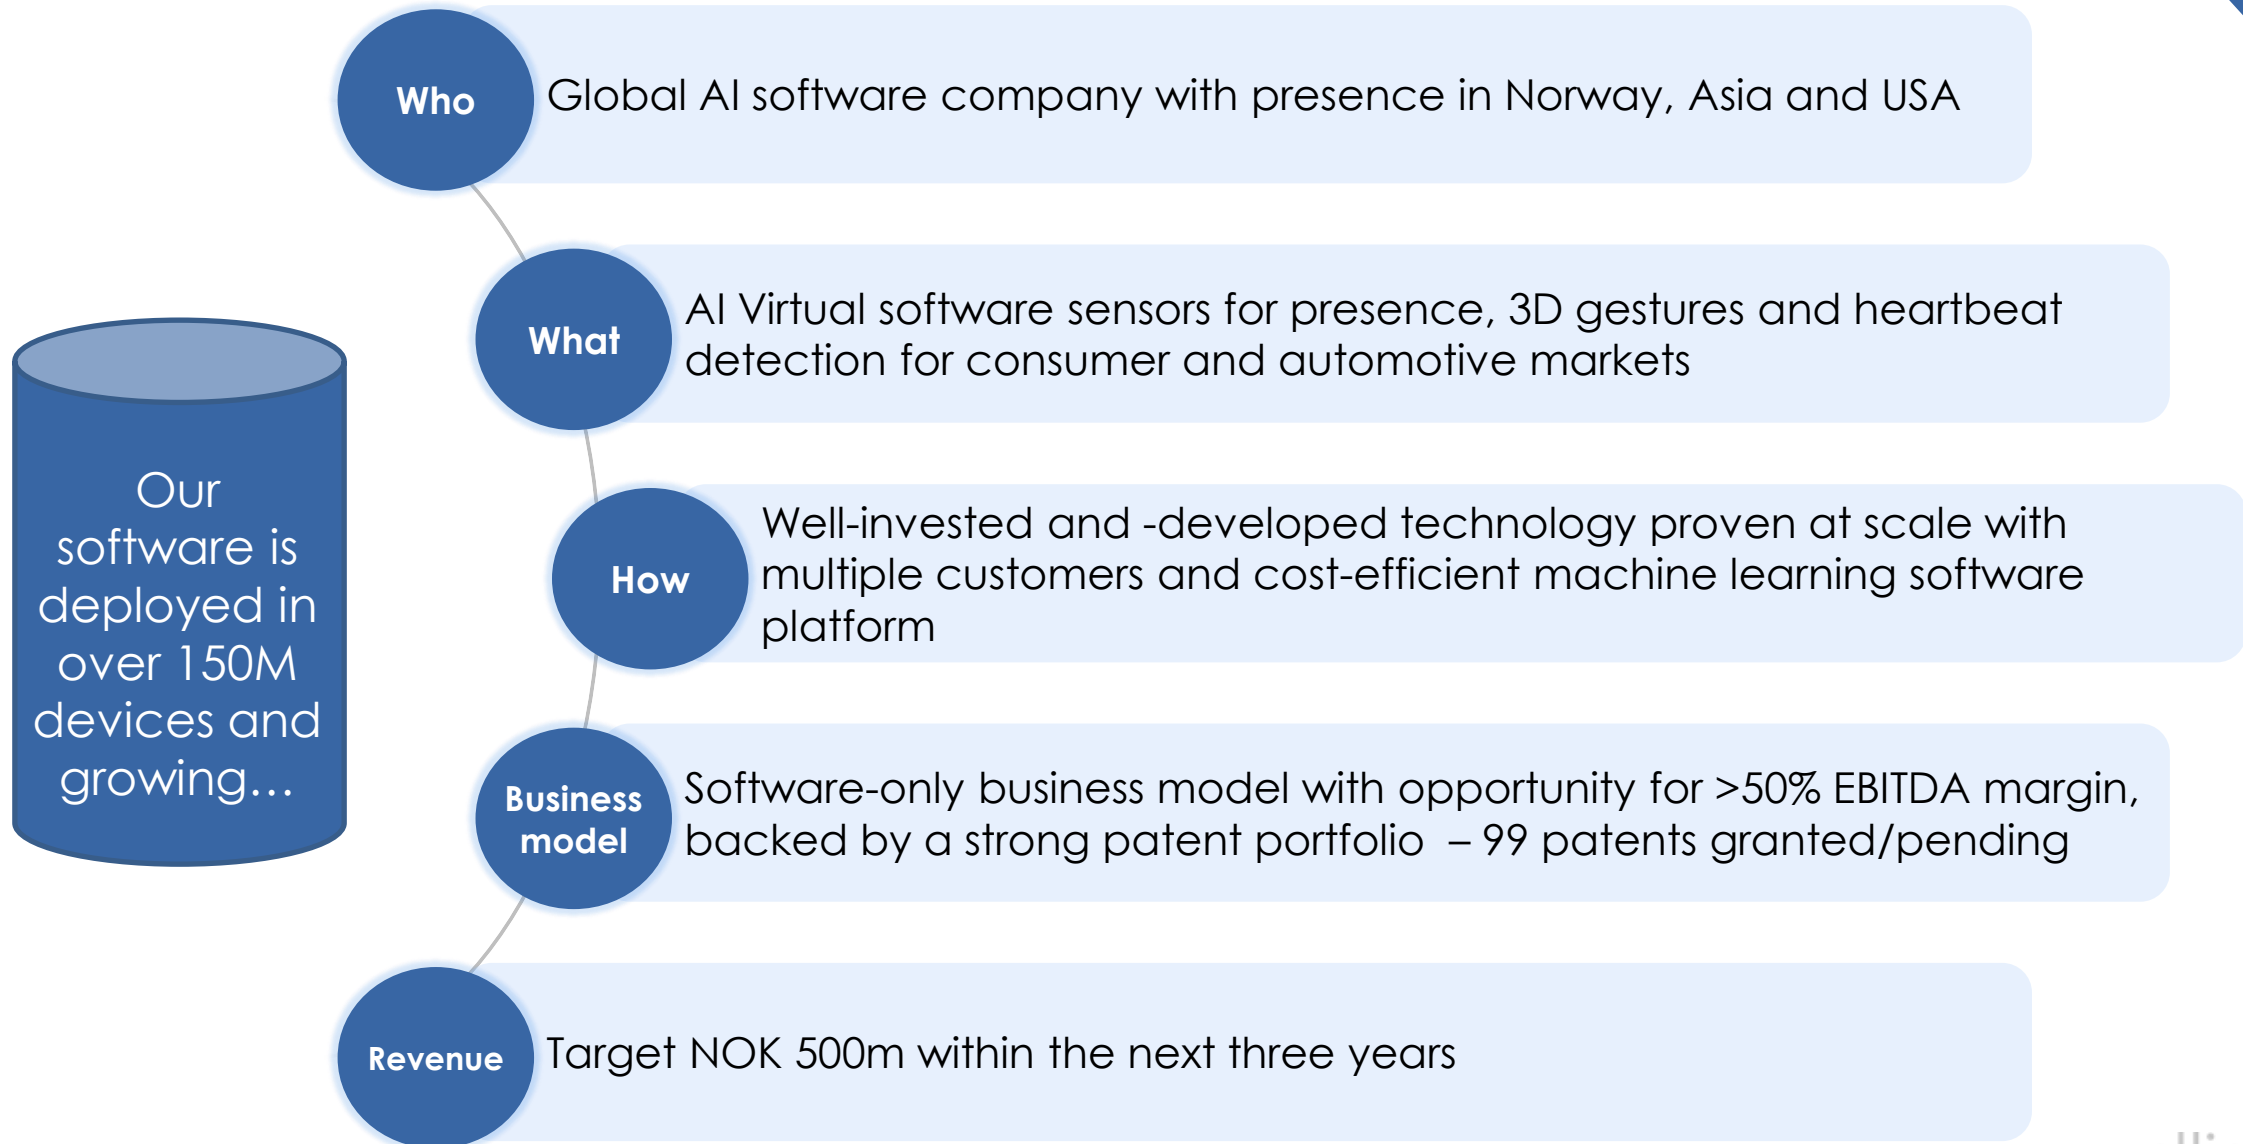 Who
Global AI software company with presence in Norway, Asia and USA
What
AI Virtual software sensors for presence, 3D gestures and heartbeat
detection for consumer and automotive markets
Our
software is
deployed in
over 150M
devices and
growing…
How
Well-invested and -developed technology proven at scale with
multiple customers and cost-efficient machine learning software
platform
Business
model
Software-only business model with opportunity for >50% EBITDA margin,
backed by a strong patent portfolio – 99 patents granted/pending
Revenue
Target NOK 500m within the next three years